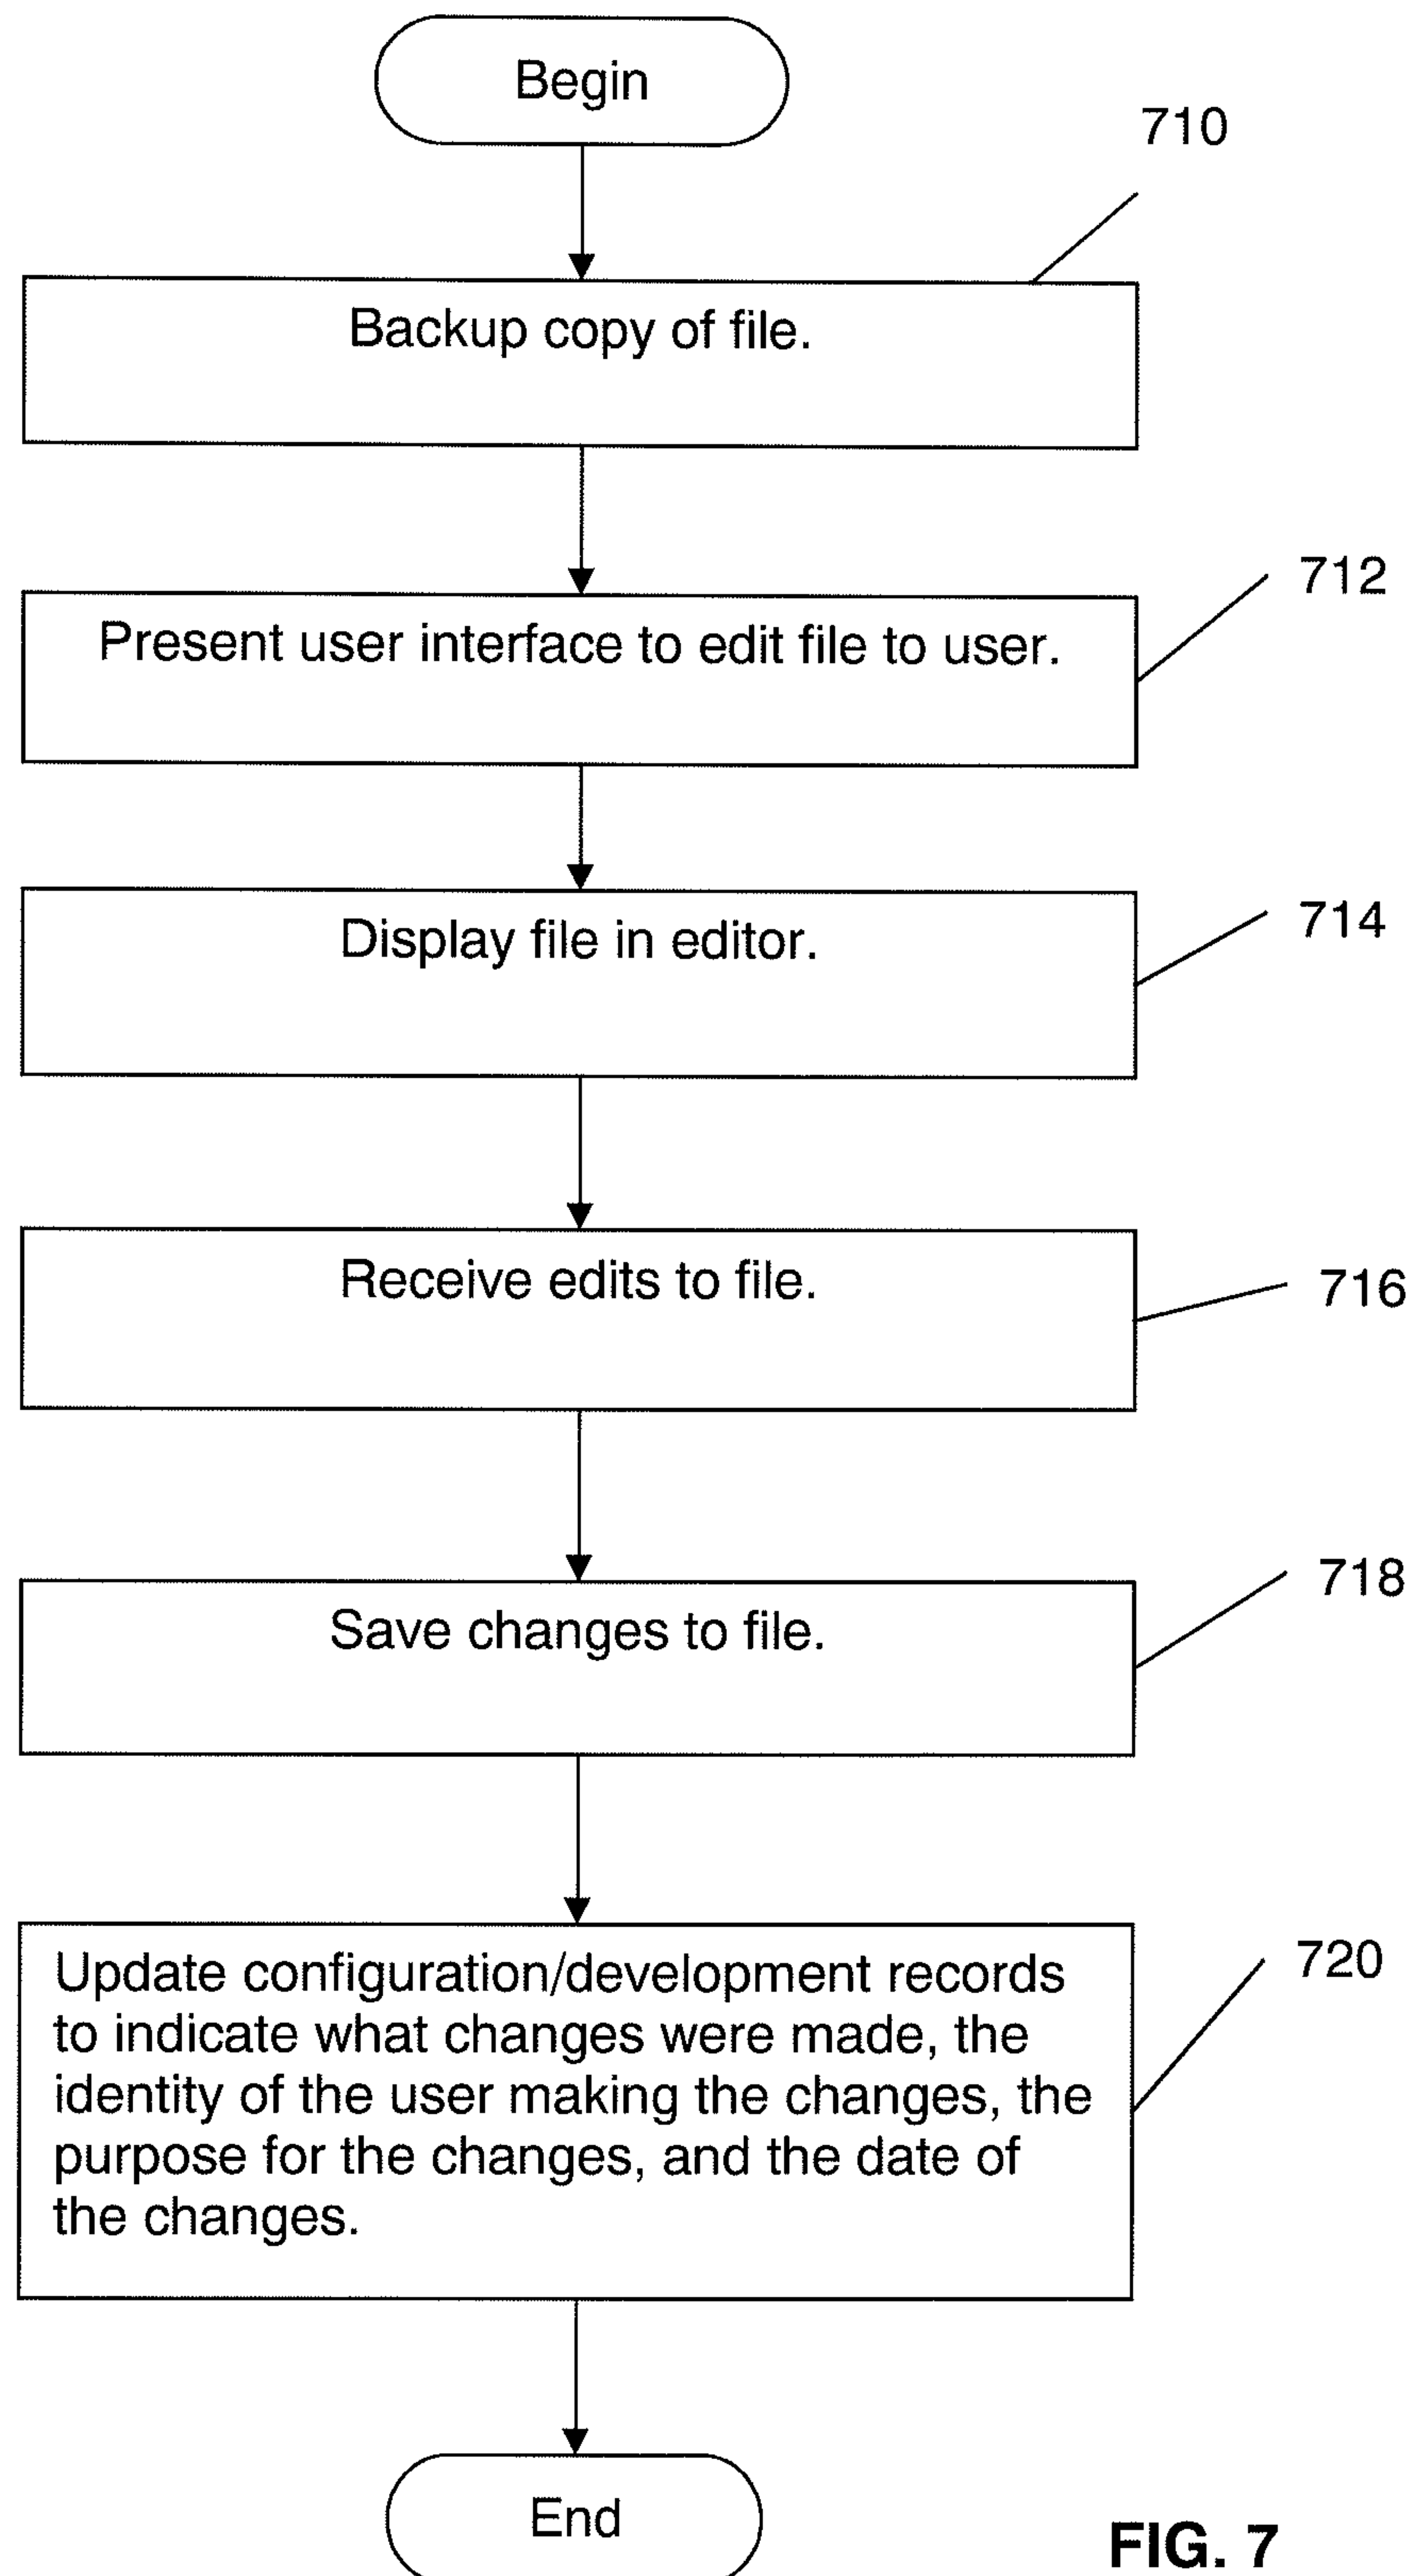 Begin
710
Backup copy of file.
712
Present user interface to edit file to user.
714
Display file in editor.
716
Receive edits to file.
718
Save changes to file.
720
Update configuration/development records
to indicate what changes were made, the
identity of the user making the changes, the
purpose for the changes, and the date of
the changes.
End
FIG. 7